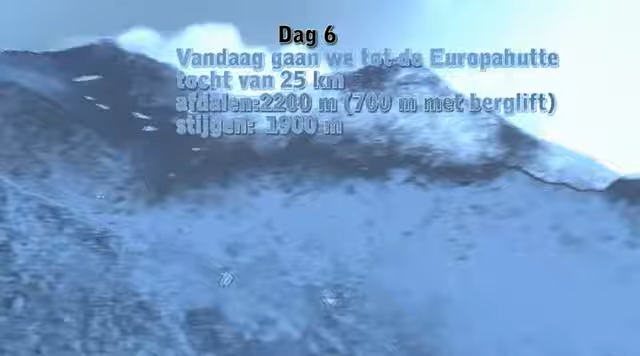 Dag 6
Vandaag gaan we tot de Europahutte
tocht van 25 km
afdalen:2200 m (700 m met berglift)
stijgen: 1900 m